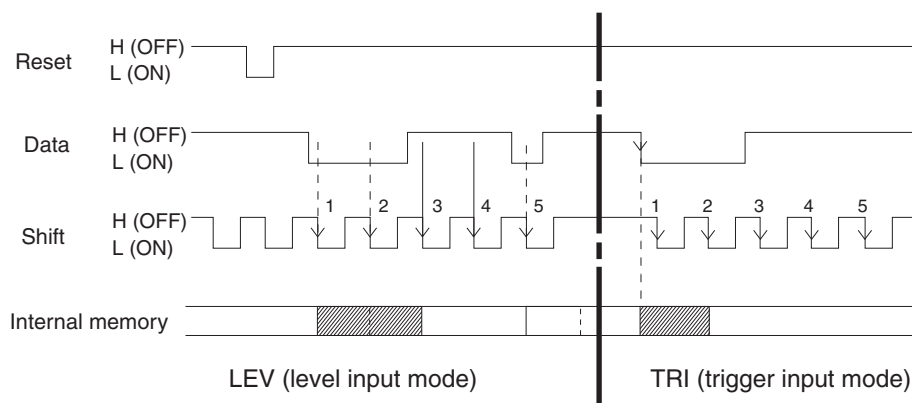 Reset H (OFF)
L (ON)
Data H (OFF)
L (ON)
Shift H (OFF) 1 2 3 4 5 1 2 3 4 5
L (ON)
Internal memory
LEV (level input mode) TRI (trigger input mode)